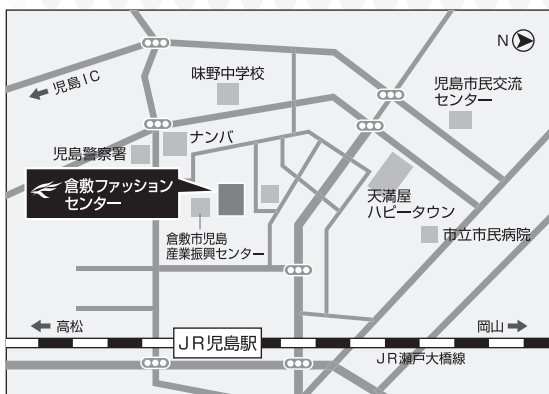 N
児島IC
味野中学校
児島市民交流
センター
ナンバ
児島警察署
倉敷ファッション
センター
天満屋
ハピータウン
倉敷市児島
産業振興センター
市立市民病院
高松
岡山
JR児島駅
JR瀬戸大橋線